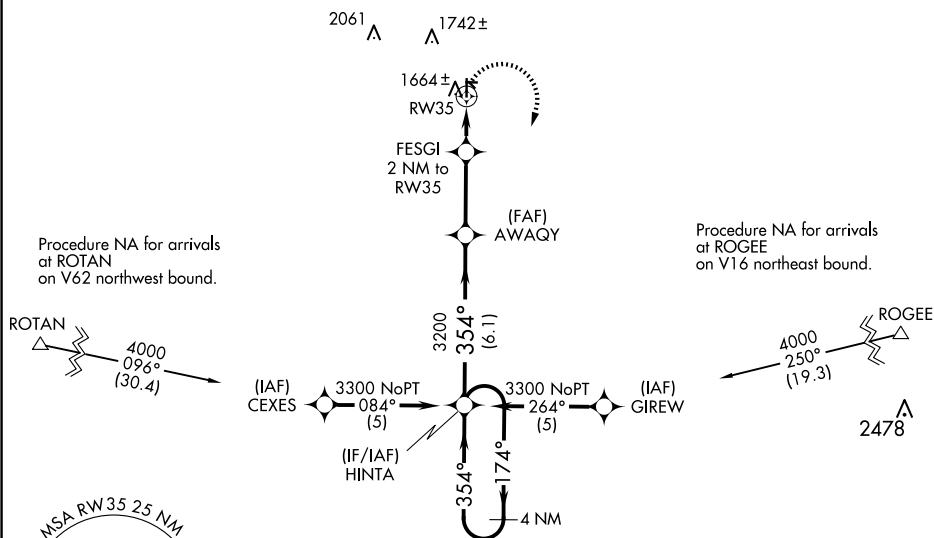 2061
1742±
1664±
RW35
FESGI
2 NM to
RW35
(FAF)
AWAQY
Procedure NA for arrivals
at ROTAN
on V62 northwest bound.
Procedure NA for arrivals
at ROGEE
on V16 northeast bound.
ROTAN
4000
096°
(30.4)
ROGEE
4000
250°
(19.3)
3200
354°
(6.1)
(IAF)
CEXES
3300 NoPT
084°
(5)
3300 NoPT
264°
(5)
(IAF)
GIREW
2478
(IF/IAF)
HINTA
354°
174°
4 NM
MSA RW35 25 NM